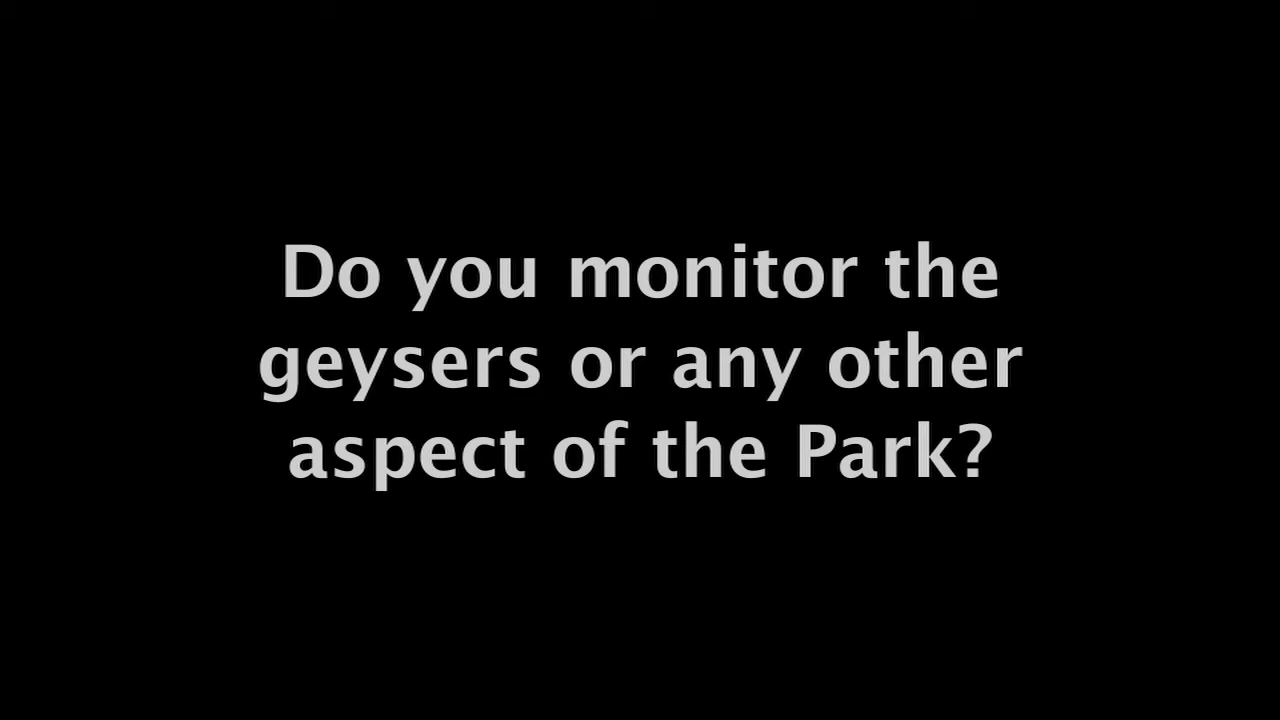 Do you monitor the
geysers or any other
aspect of the Park?